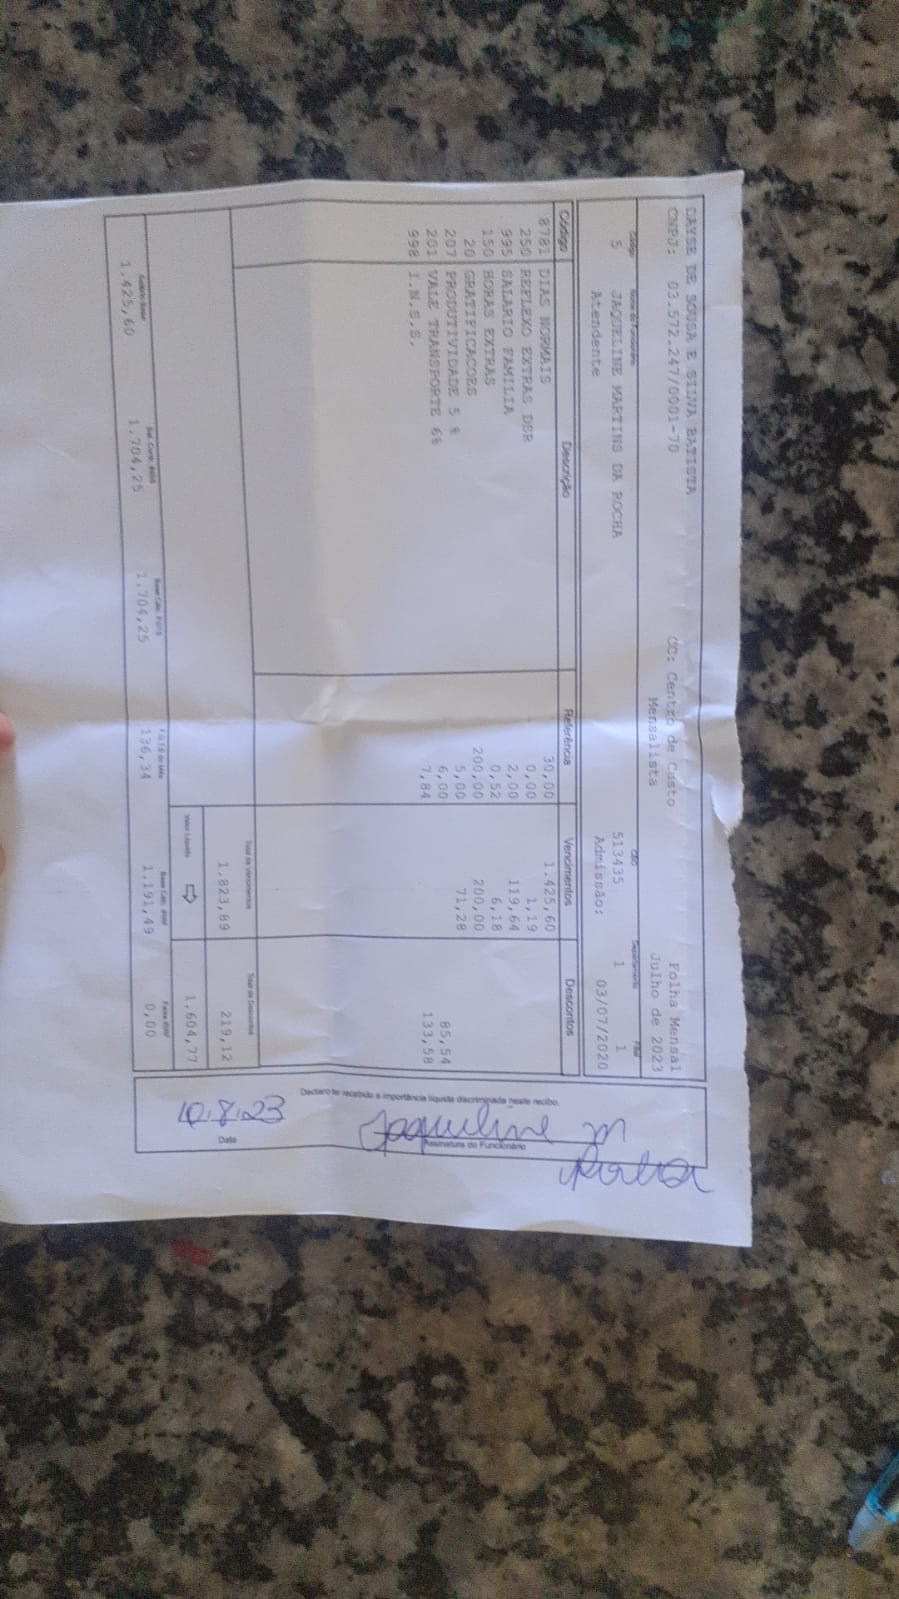 DAYSE DE SOUSA E SILVA BATISTA
CNPJ: 03.572.247/0001-70 CC: Centro de Custo Folha Mensal
Mensalista Julho de 2023
Código Nome do Funcionário CBO Departamento Filial
5 JAQUELINE MARTINS DA ROCHA 513435 1 1
Atendente Admissão: 03/07/2020
Código Descrição Referência Vencimentos Descontos
8781 DIAS NORMAIS 30,00 1.425,60
250 REFLEXO EXTRAS DSR 0,00 1,19
995 SALARIO FAMILIA 2,00 119,64
150 HORAS EXTRAS 0,52 6,18
20 GRATIFICACOES 200,00 200,00
207 PRODUTIVIDADE 5 % 5,00 71,28
201 VALE TRANSPORTE 6% 6,00 85,54
998 I.N.S.S. 7,84 133,58
Total de Vencimentos Total de Descontos
1.823,89 219,12
Valor Líquido ⇨ 1.604,77
Salário Base Sal. Contr. INSS Base Cálc. FGTS F.G.T.S do Mês Base Cálc. IRRF Faixa IRRF
1.425,60 1.704,25 1.704,25 136,34 1.191,49 0,00
Declaro ter recebido a importância líquida discriminada neste recibo.
Jaqueline M Rocha
Assinatura do Funcionário
10.8.23
Data